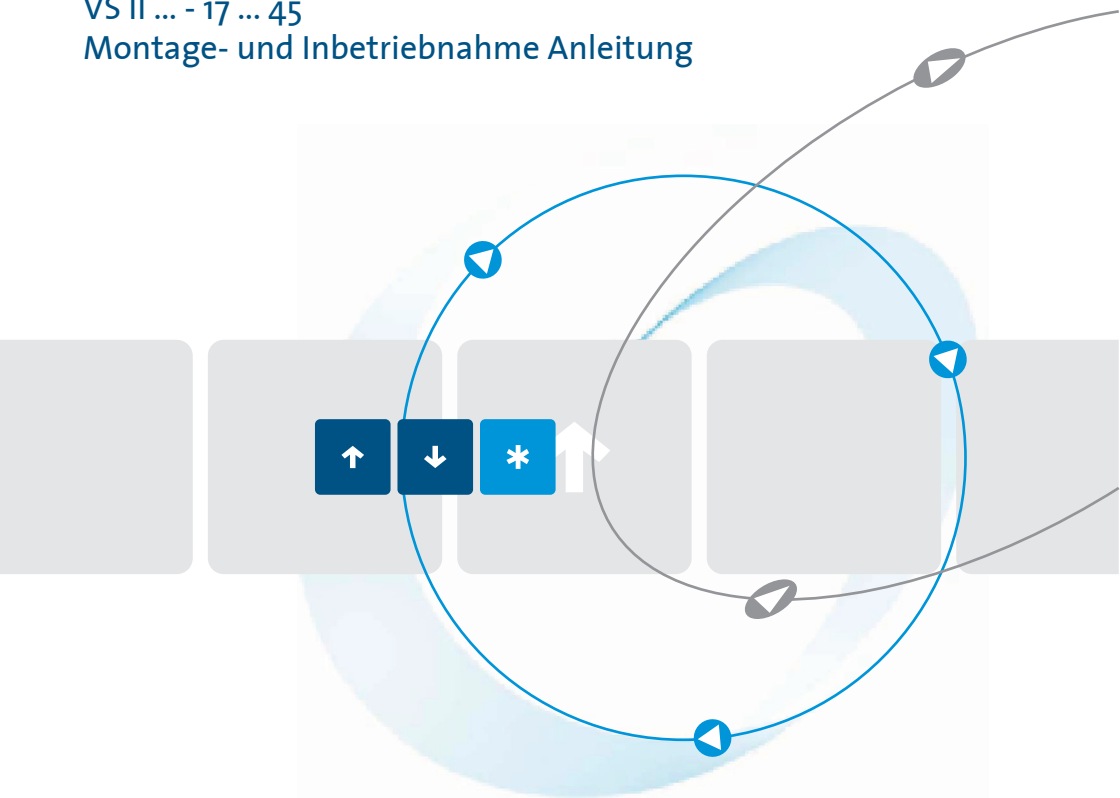 VS II ... - 17 ... 45
Montage- und Inbetriebnahme Anleitung